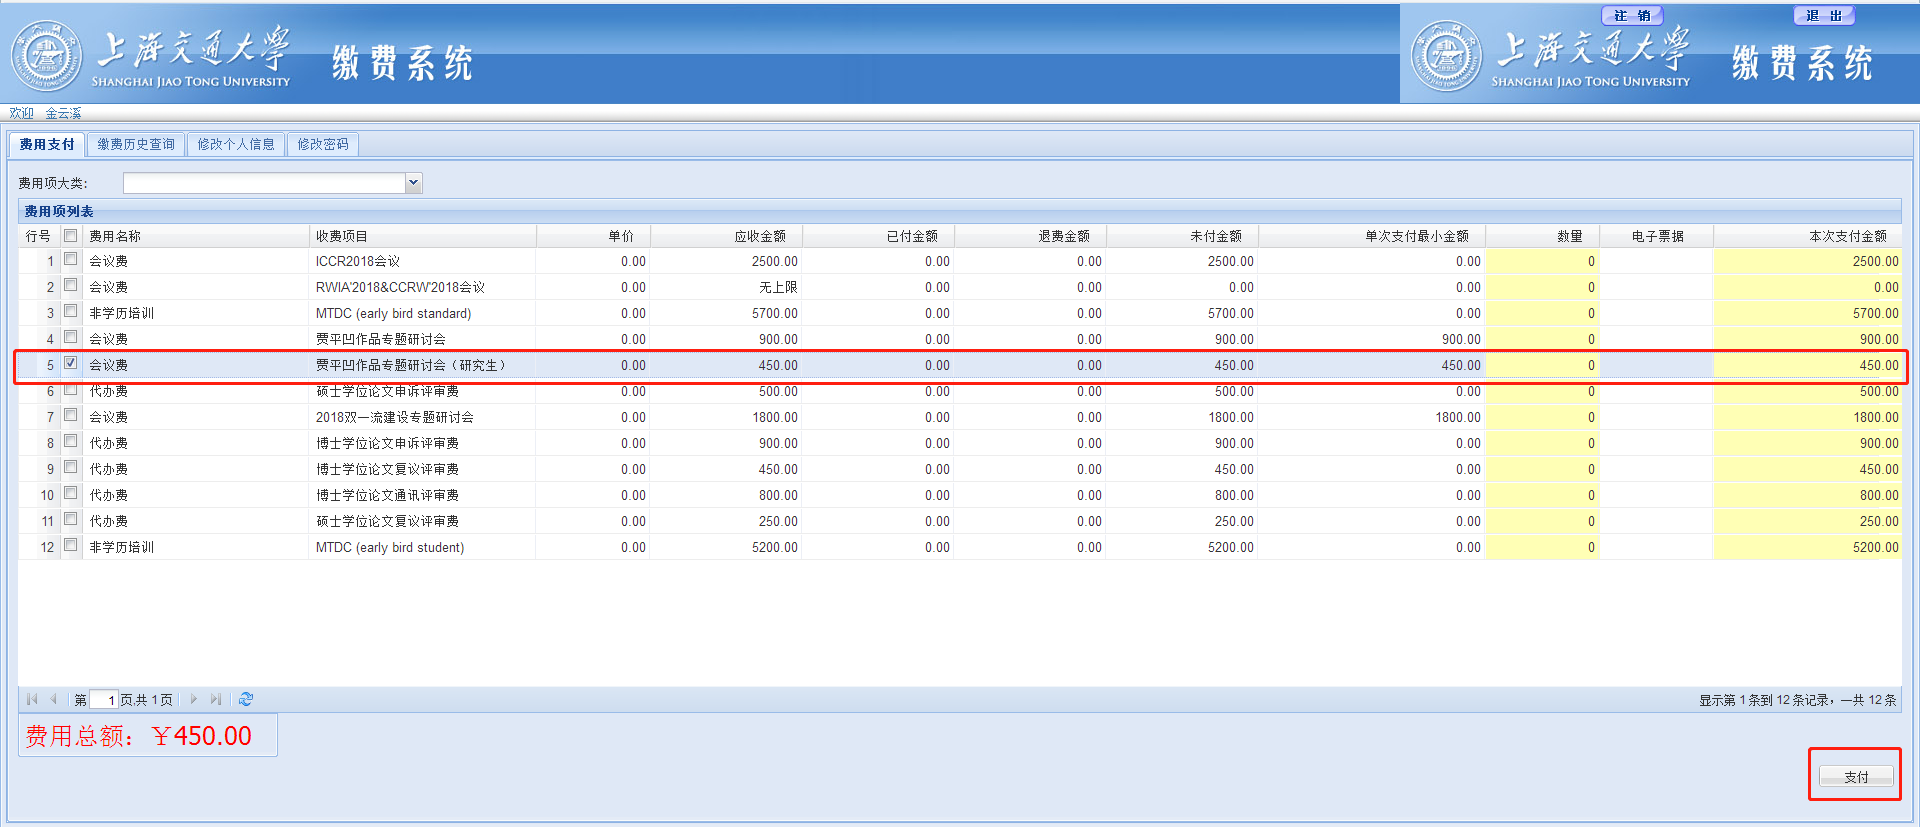 上海交通大学
SHANGHAI JIAO TONG UNIVERSITY
缴费系统
上海交通大学
SHANGHAI JIAO TONG UNIVERSITY
缴费系统
注 销
退 出
欢迎 金云溪
费用支付 缴费历史查询 修改个人信息 修改密码
费用项大类:
费用项列表
行号 费用名称 收费项目 单价 应收金额 已付金额 退费金额 未付金额 单次支付最小金额 数量 电子票据 本次支付金额
1 会议费 ICCR2018会议 0.00 2500.00 0.00 0.00 2500.00 0.00 0 2500.00
2 会议费 RWIA'2018&CCRW'2018会议 0.00 无上限 0.00 0.00 0.00 0.00 0 0.00
3 非学历培训 MTDC (early bird standard) 0.00 5700.00 0.00 0.00 5700.00 0.00 0 5700.00
4 会议费 贾平凹作品专题研讨会 0.00 900.00 0.00 0.00 900.00 900.00 0 900.00
5 会议费 贾平凹作品专题研讨会（研究生） 0.00 450.00 0.00 0.00 450.00 450.00 0 450.00
6 代办费 硕士学位论文申诉评审费 0.00 500.00 0.00 0.00 500.00 0.00 0 500.00
7 会议费 2018双一流建设专题研讨会 0.00 1800.00 0.00 0.00 1800.00 1800.00 0 1800.00
8 代办费 博士学位论文申诉评审费 0.00 900.00 0.00 0.00 900.00 0.00 0 900.00
9 代办费 博士学位论文复议评审费 0.00 450.00 0.00 0.00 450.00 0.00 0 450.00
10 代办费 博士学位论文通讯评审费 0.00 800.00 0.00 0.00 800.00 0.00 0 800.00
11 代办费 硕士学位论文复议评审费 0.00 250.00 0.00 0.00 250.00 0.00 0 250.00
12 非学历培训 MTDC (early bird student) 0.00 5200.00 0.00 0.00 5200.00 0.00 0 5200.00
第 1 页,共 1 页
显示第 1 条到 12 条记录，一共 12 条
费用总额：￥450.00
支付